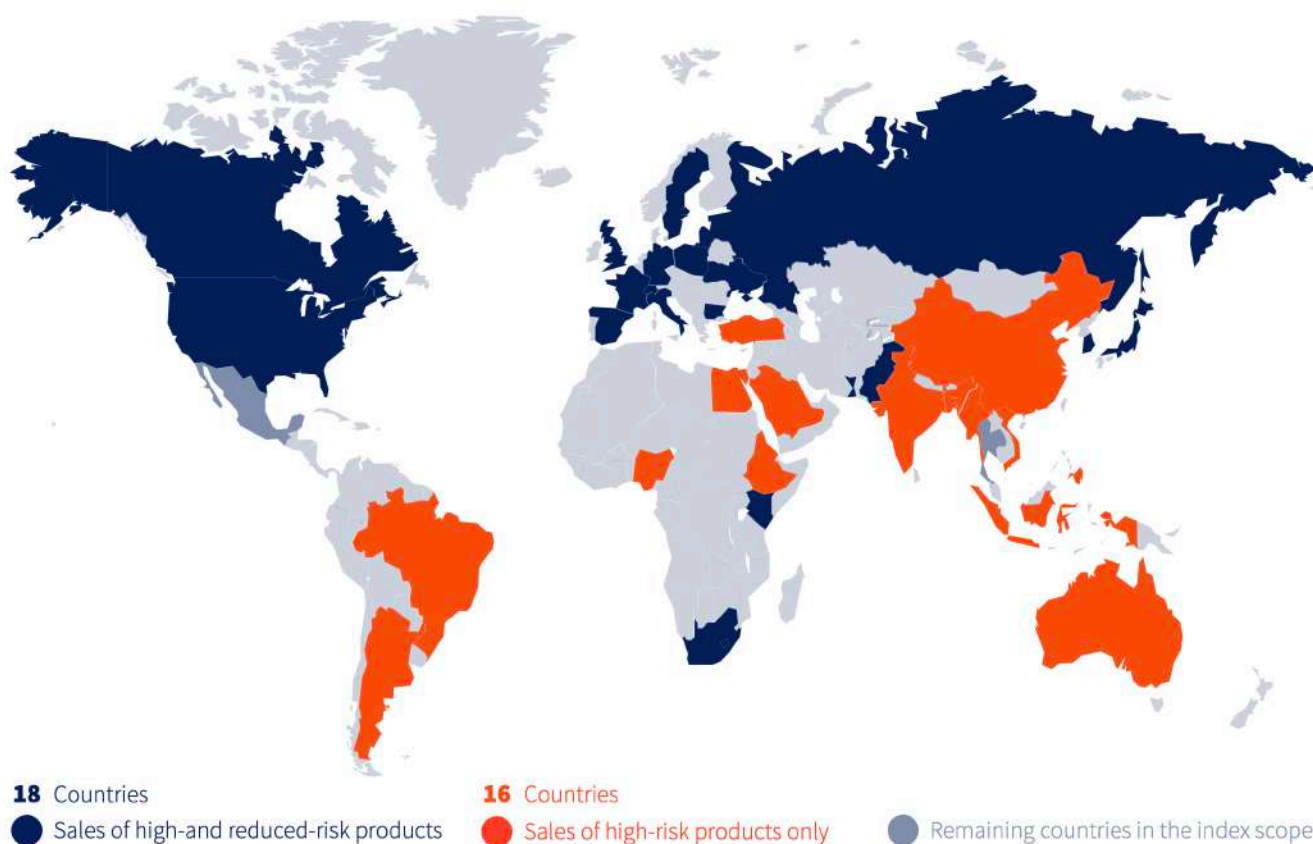 18 Countries
Sales of high-and reduced-risk products
16 Countries
Sales of high-risk products only
Remaining countries in the index scope